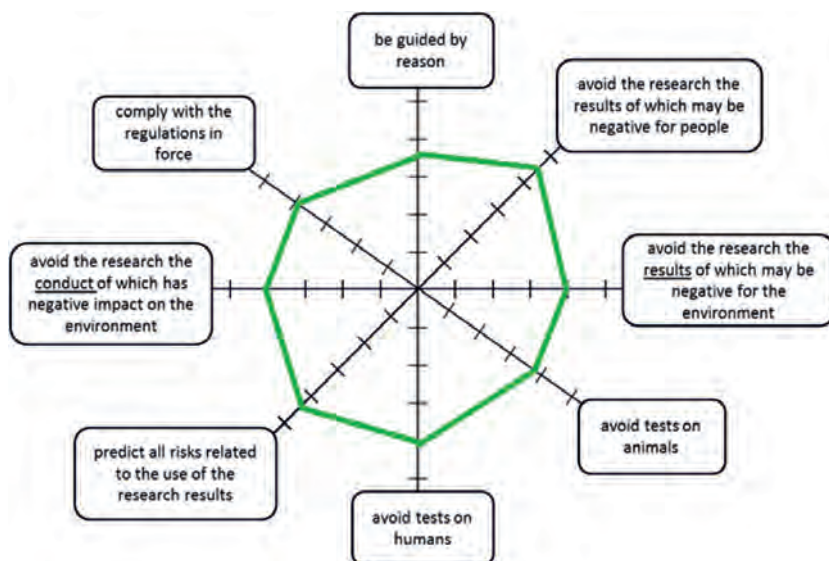 be guided by
reason
avoid the research the
results of which may be
negative for people
comply with the
regulations in
force
avoid the research the
conduct of which has
negative impact on the
environment
avoid the research the
results of which may be
negative for the
environment
predict all risks related
to the use of the
research results
avoid tests on
animals
avoid tests on
humans